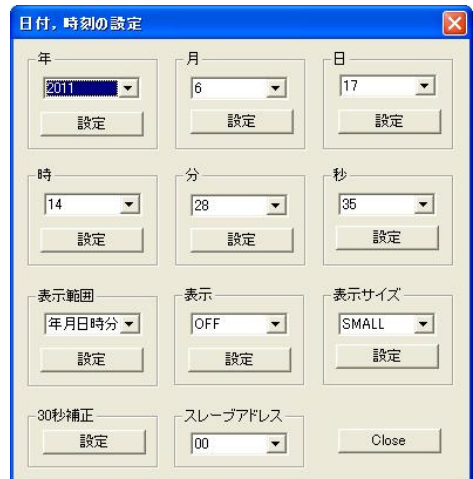 日付，時刻の設定
年 月 日
2011 6 17
設定 設定 設定
時 分 秒
14 28 35
設定 設定 設定
表示範囲 表示 表示サイズ
年月日時分 OFF SMALL
設定 設定 設定
30秒補正 スレーブアドレス
設定 00 Close